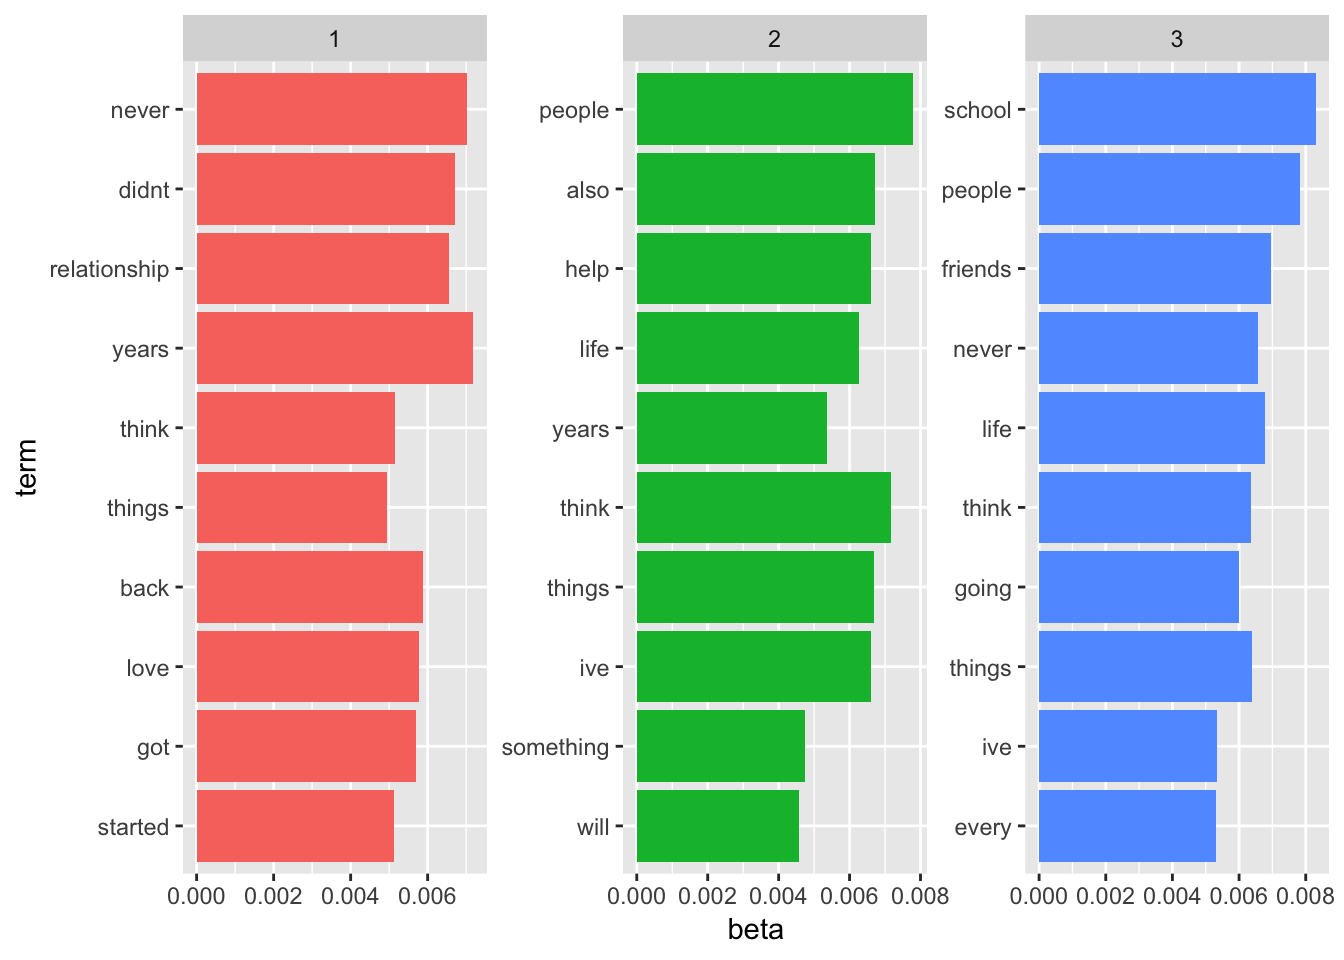 1
2
3
term
never
didnt
relationship
years
think
things
back
love
got
started
0.000 0.002 0.004 0.006
people
also
help
life
years
think
things
ive
something
will
0.000 0.002 0.004 0.006 0.008
school
people
friends
never
life
think
going
things
ive
every
0.000 0.002 0.004 0.006 0.008
beta